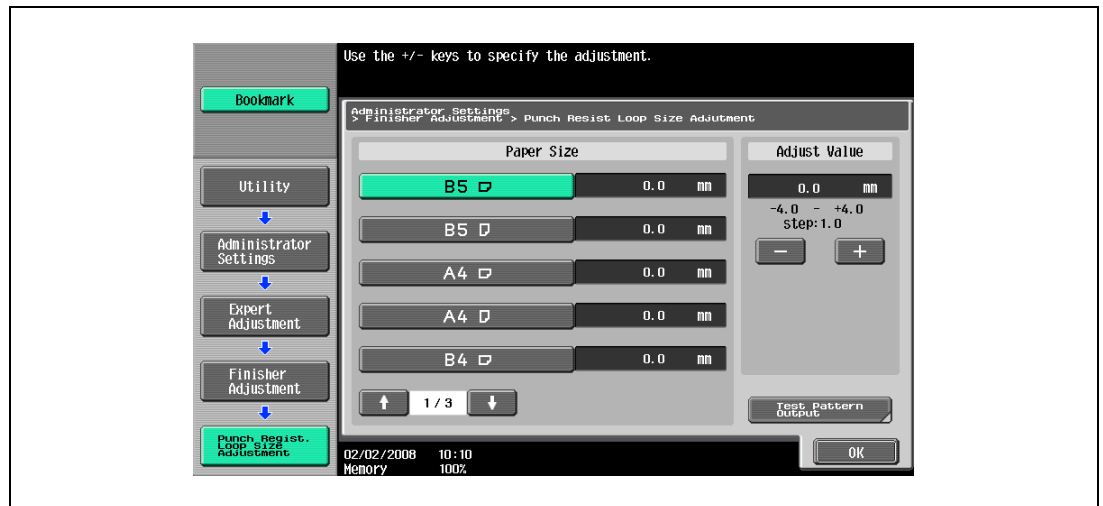 Use the +/- keys to specify the adjustment.
Bookmark
Administrator Settings
> Finisher Adjustment > Punch Resist Loop Size Adjutment
Paper Size
Adjust Value
Utility
Administrator
Settings
Expert
Adjustment
Finisher
Adjustment
Punch Regist.
Loop Size
Adjustment
B5
0.0 mm
B5
0.0 mm
A4
0.0 mm
A4
0.0 mm
B4
0.0 mm
↑ 1/3 ↓
0.0 mm
-4.0 - +4.0
step:1.0
− +
Test Pattern
Output
02/02/2008 10:10
Memory 100%
OK